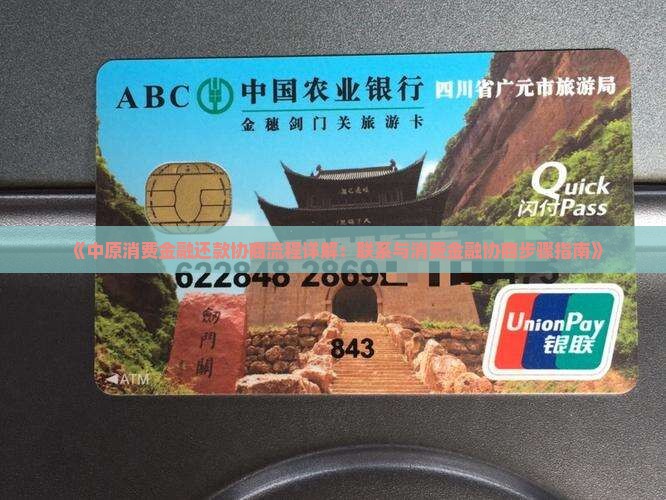 ABC 中国农业银行 四川省广元市旅游局
金穗剑门关旅游卡
Quick
闪付Pass
《中原消费金融还款协商流程详解：联系与消费金融协商步骤指南》
622848 2869
UnionPay
银联
劒門關
843
ATM